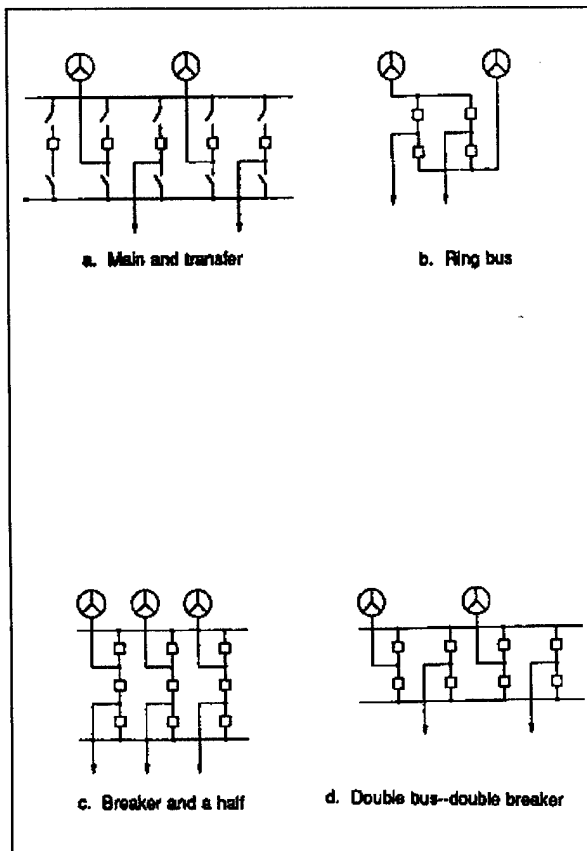 a. Main and transfer
b. Ring bus
c. Breaker and a half
d. Double bus--double breaker